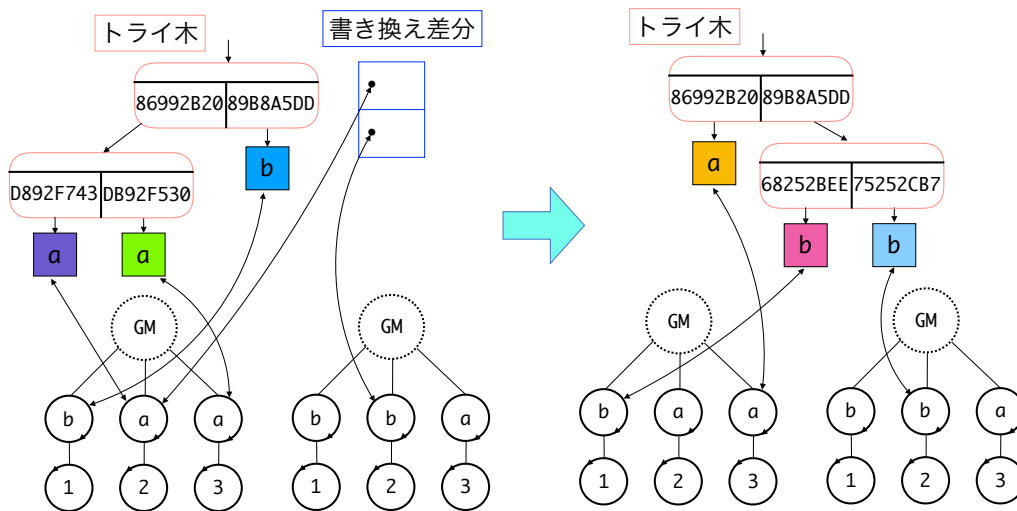 トライ木
書き換え差分
86992B20 89B8A5DD
b
D892F743 DB92F530
a a
GM GM
b a a b b a
1 2 3 1 2 3
トライ木
86992B20 89B8A5DD
a
68252BEE 75252CB7
b b
GM GM
b a a b b a
1 2 3 1 2 3